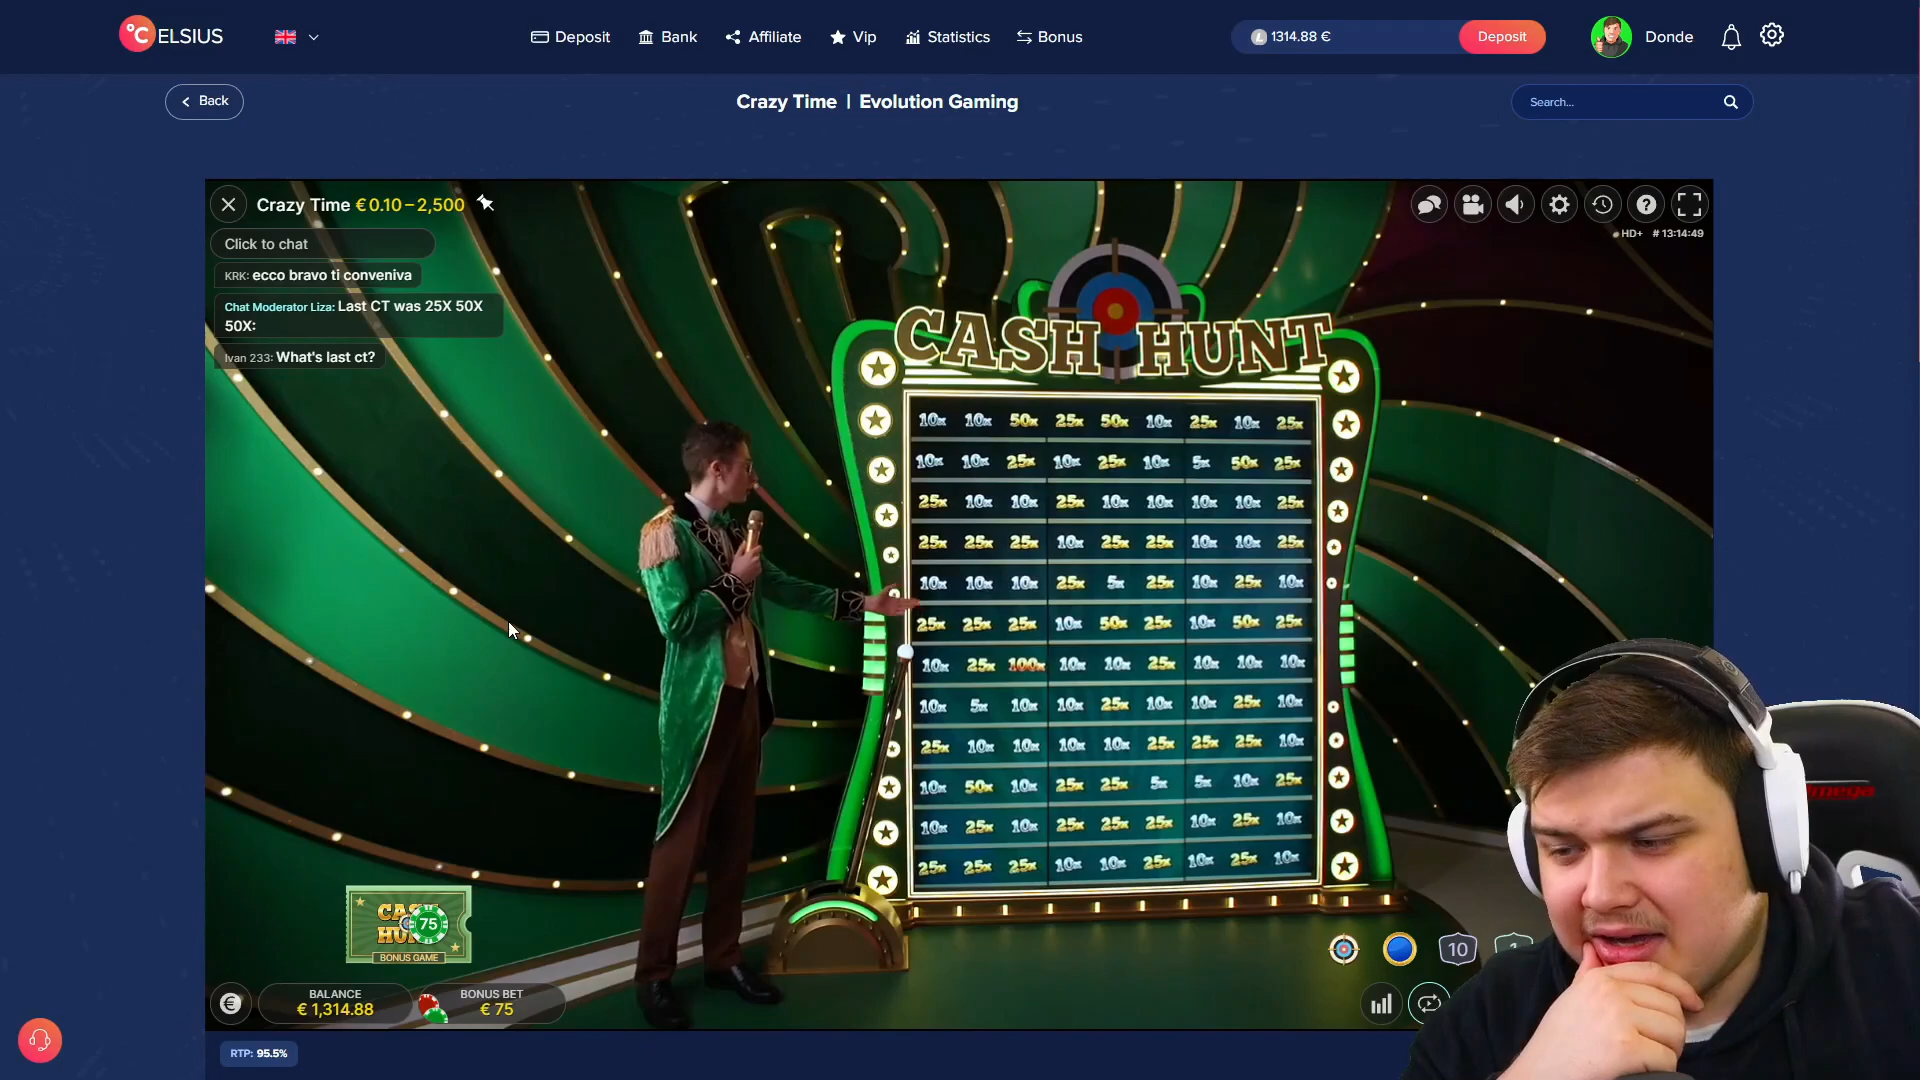 °CELSIUS
Deposit
Bank
Affiliate
Vip
Statistics
Bonus
1314.88 €
Deposit
Donde
Back
Crazy Time | Evolution Gaming
Search...
Crazy Time €0.10–2,500
HD+ # 13:14:49
Click to chat
KRK: ecco bravo ti conveniva
Chat Moderator Liza: Last CT was 25X 50X
50X:
Ivan 233: What's last ct?
CASH HUNT
10x 10x 50x 25x 50x 10x 25x 10x 25x
10x 10x 25x 10x 25x 10x 5x 50x 25x
25x 10x 10x 25x 10x 10x 10x 10x 25x
25x 25x 25x 10x 25x 25x 10x 10x 25x
10x 10x 10x 25x 5x 25x 10x 25x 10x
25x 25x 25x 10x 50x 25x 10x 50x 25x
10x 25x 100x 10x 10x 25x 10x 10x 10x
10x 5x 10x 10x 25x 10x 10x 25x 10x
25x 10x 10x 10x 10x 25x 25x 25x 10x
10x 50x 10x 25x 25x 5x 5x 10x 25x
10x 25x 10x 25x 25x 25x 10x 25x 10x
25x 25x 25x 10x 10x 25x 10x 25x 10x
75
BONUS GAME
10
BALANCE
€ 1,314.88
BONUS BET
€ 75
RTP: 95.5%